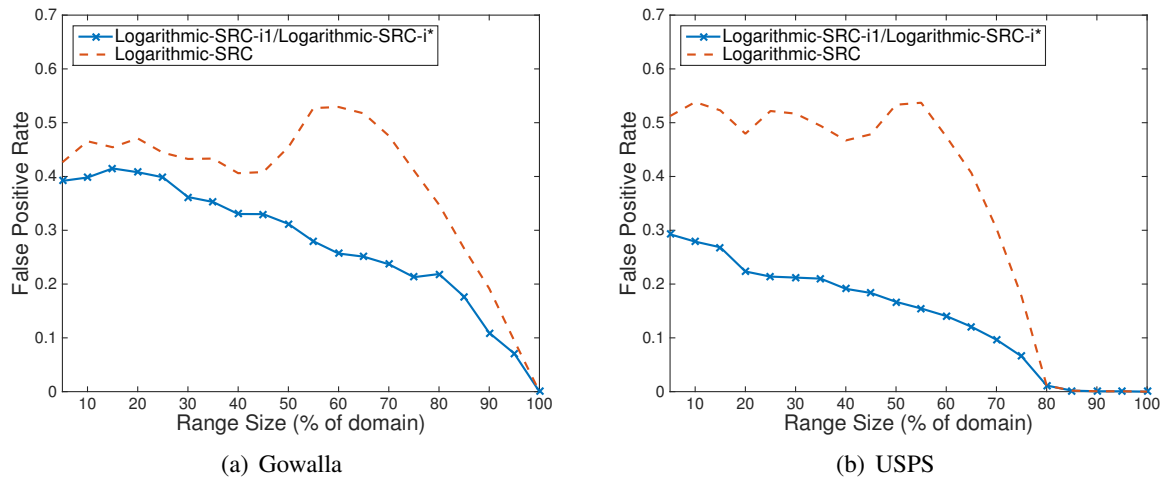 Logarithmic-SRC-i1/Logarithmic-SRC-i*
Logarithmic-SRC
False Positive Rate
0.7
0.6
0.5
0.4
0.3
0.2
0.1
0
10 20 30 40 50 60 70 80 90 100
Range Size (% of domain)
(a) Gowalla
Logarithmic-SRC-i1/Logarithmic-SRC-i*
Logarithmic-SRC
False Positive Rate
0.7
0.6
0.5
0.4
0.3
0.2
0.1
0
10 20 30 40 50 60 70 80 90 100
Range Size (% of domain)
(b) USPS